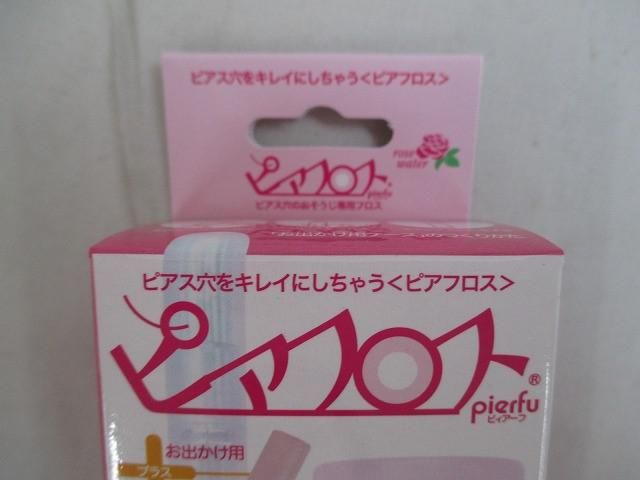 ピアス穴をキレイにしちゃう<ピアフロス>
rose
water
ピアフロス
pierfu
ピアス穴のおそうじ専用フロス
ピアス穴をキレイにしちゃう<ピアフロス>
ピアフロス®
pierfu
ピィアーフ
お出かけ用
プラス